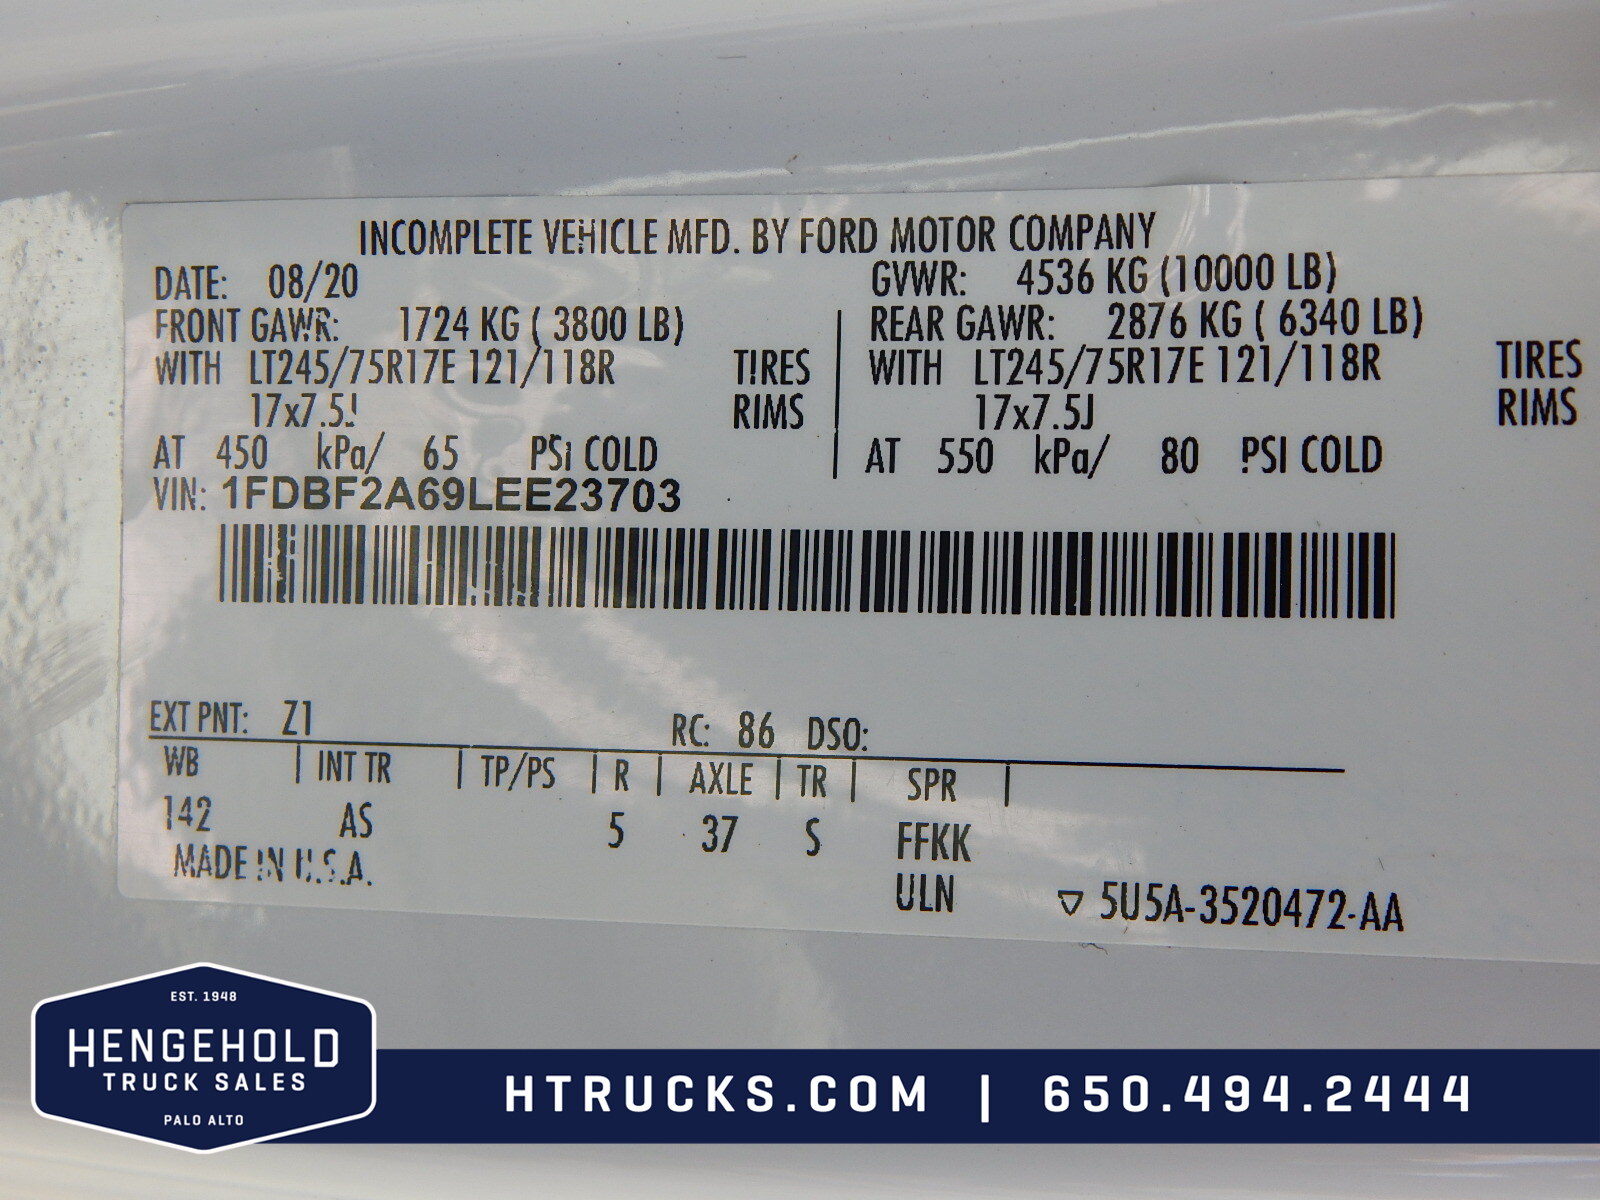 INCOMPLETE VEHICLE MFD. BY FORD MOTOR COMPANY
DATE: 08/20 GVWR: 4536 KG (10000 LB)
FRONT GAWR: 1724 KG ( 3800 LB) REAR GAWR: 2876 KG ( 6340 LB)
WITH LT245/75R17E 121/118R TIRES WITH LT245/75R17E 121/118R TIRES
17x7.5J RIMS 17x7.5J RIMS
AT 450 kPa/ 65 PSI COLD AT 550 kPa/ 80 PSI COLD
VIN: 1FDBF2A69LEE23703
EXT PNT: Z1 RC: 86 DSO:
WB | INT TR | TP/PS | R | AXLE | TR | SPR |
142 AS 5 37 S FFKK
MADE IN U.S.A. ULN ▽ 5U5A-3520472-AA
EST. 1948
HENGEHOLD
TRUCK SALES
PALO ALTO
HTRUCKS.COM | 650.494.2444